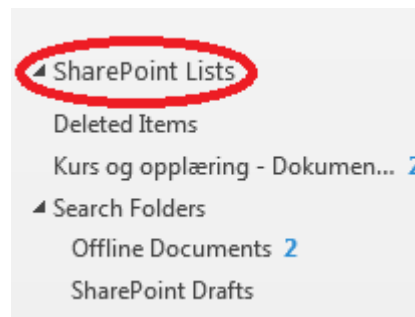 SharePoint Lists
Deleted Items
Kurs og opplæring - Dokumen... 2
Search Folders
Offline Documents 2
SharePoint Drafts